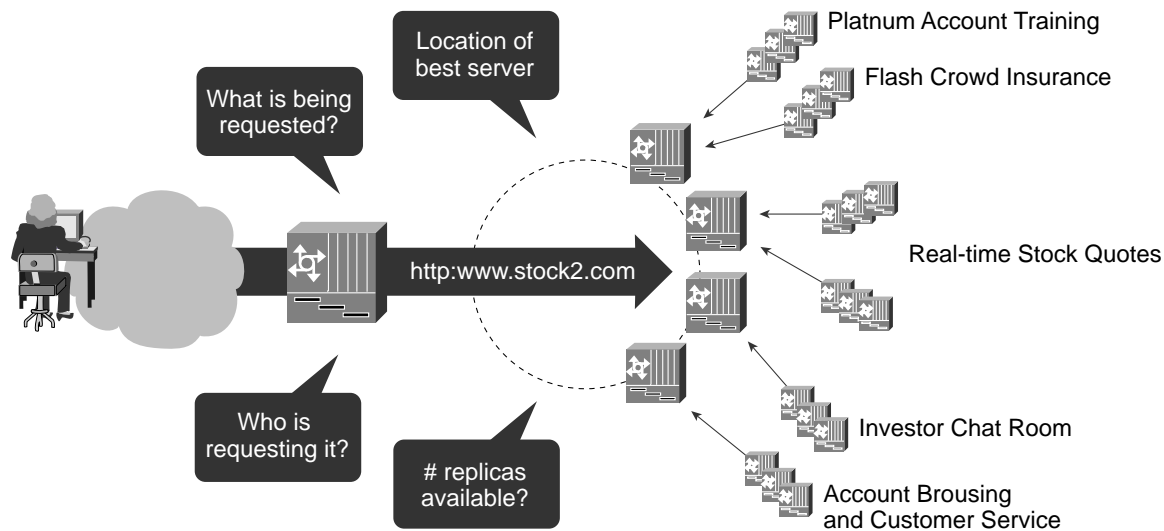 Location of
best server
What is being
requested?
Platnum Account Training
Flash Crowd Insurance
http:www.stock2.com
Real-time Stock Quotes
Who is
requesting it?
# replicas
available?
Investor Chat Room
Account Brousing
and Customer Service